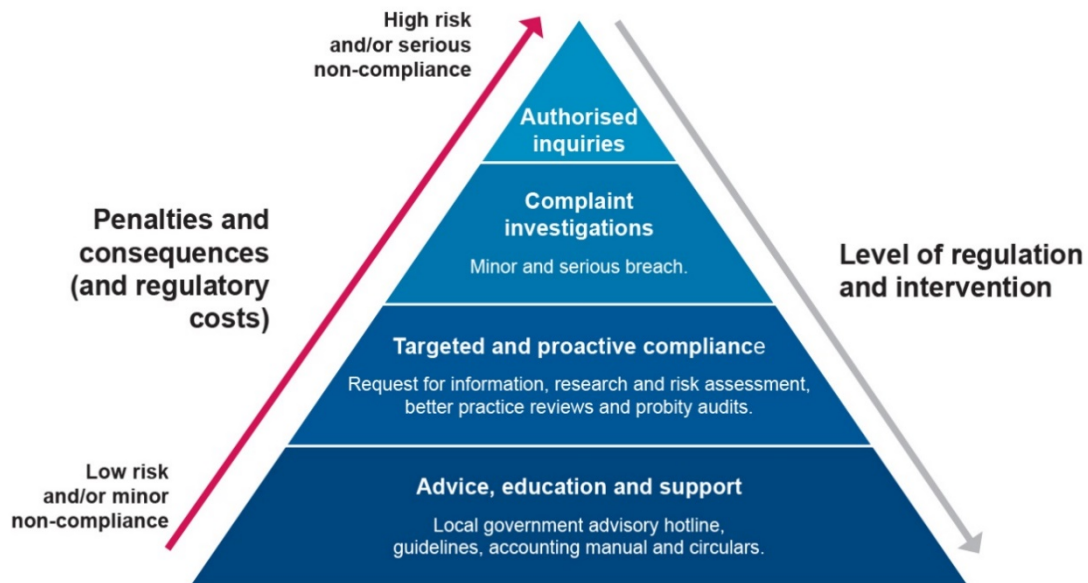 High risk
and/or serious
non-compliance
Authorised
inquiries
Complaint
investigations
Minor and serious breach.
Penalties and
consequences
(and regulatory
costs)
Level of regulation
and intervention
Targeted and proactive compliance
Request for information, research and risk assessment,
better practice reviews and probity audits.
Low risk
and/or minor
non-compliance
Advice, education and support
Local government advisory hotline,
guidelines, accounting manual and circulars.